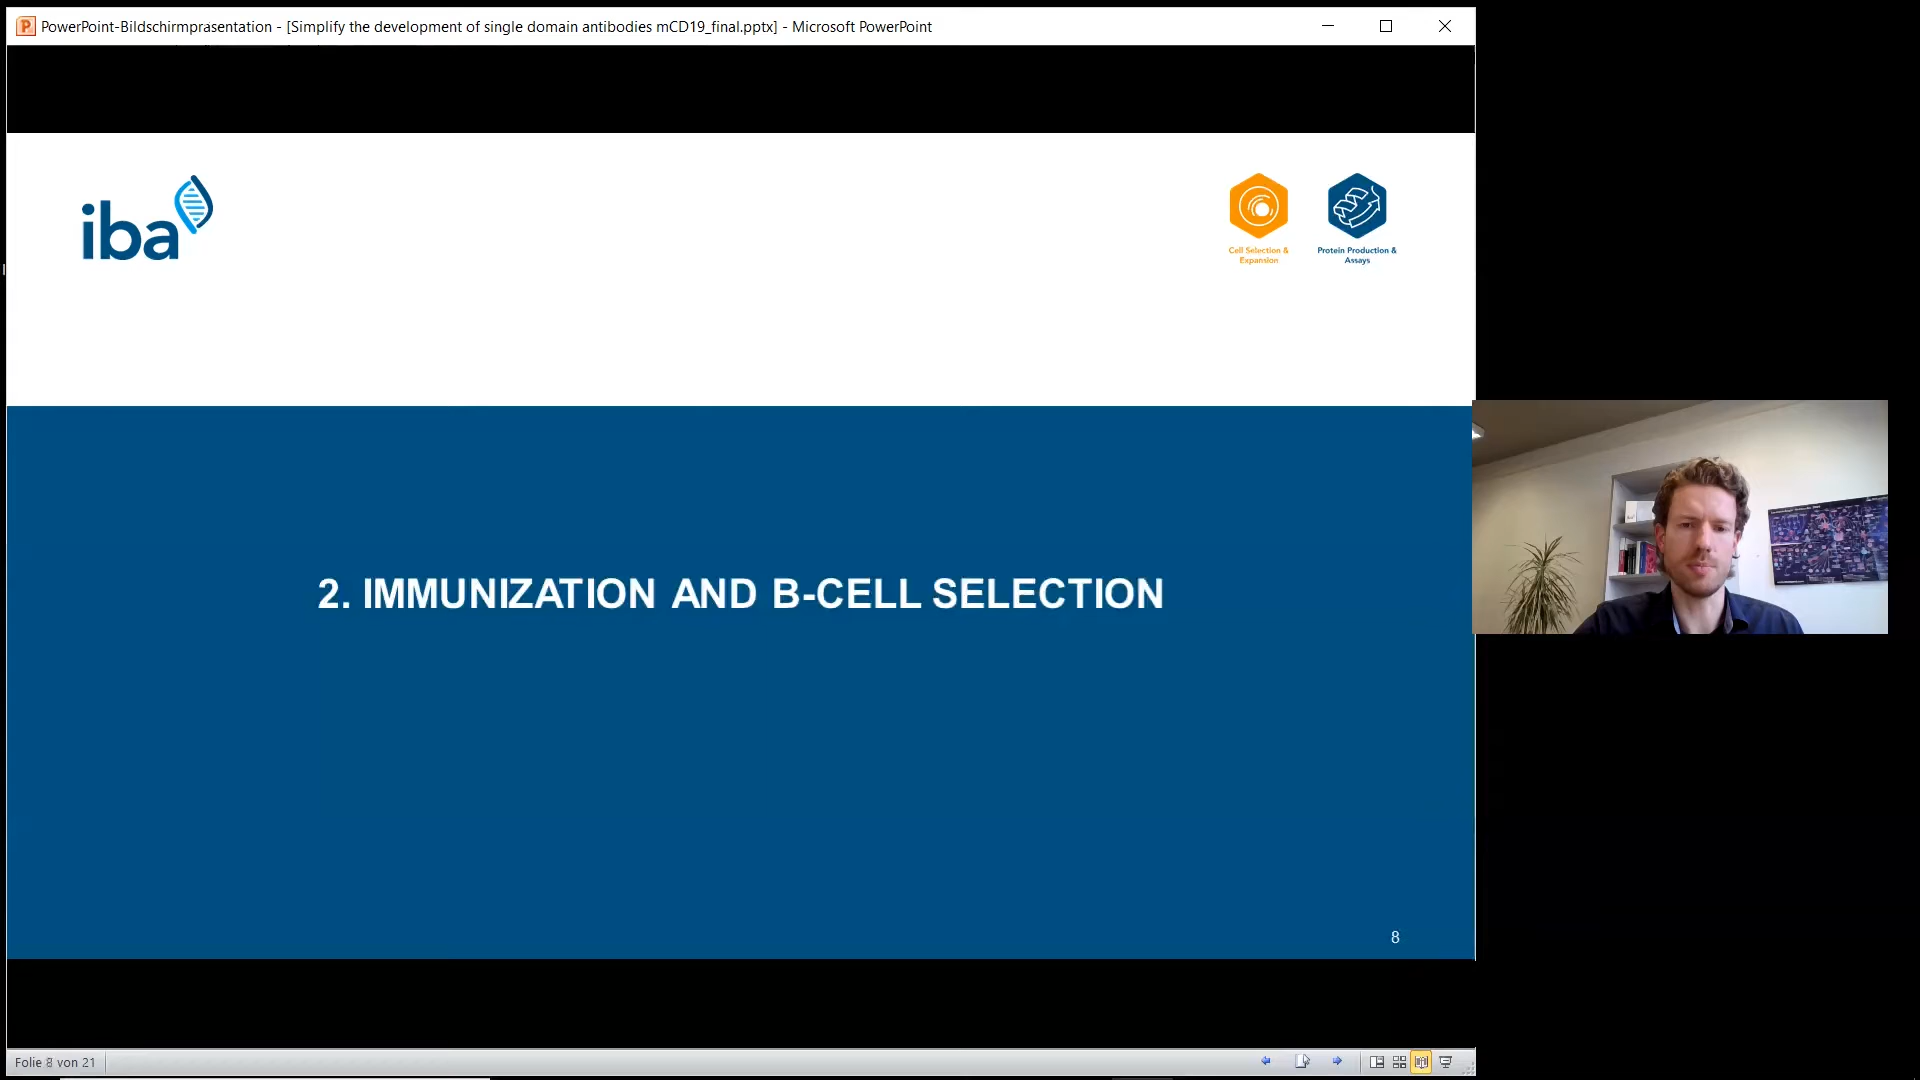 PowerPoint-Bildschirmpräsentation - [Simplify the development of single domain antibodies mCD19_final.pptx] - Microsoft PowerPoint
iba
Cell Selection &
Expansion
Protein Production &
Assays
2. IMMUNIZATION AND B-CELL SELECTION
8
Folie 8 von 21